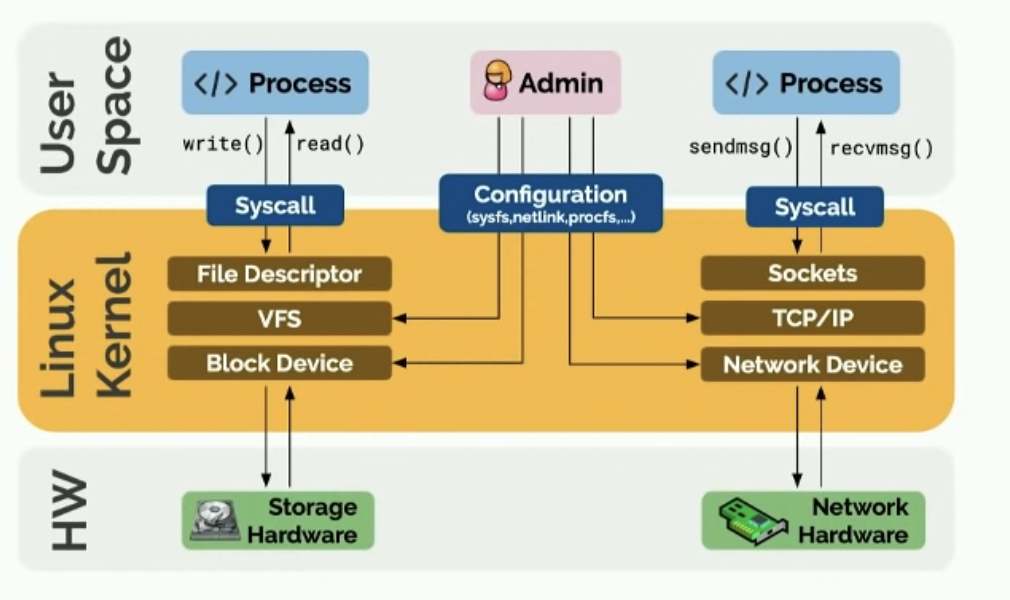 User
Space
</> Process
Admin
</> Process
write()
read()
sendmsg()
recvmsg()
Syscall
Configuration
(sysfs,netlink,procfs,...)
Syscall
Linux
Kernel
File Descriptor
VFS
Block Device
Sockets
TCP/IP
Network Device
HW
Storage
Hardware
Network
Hardware